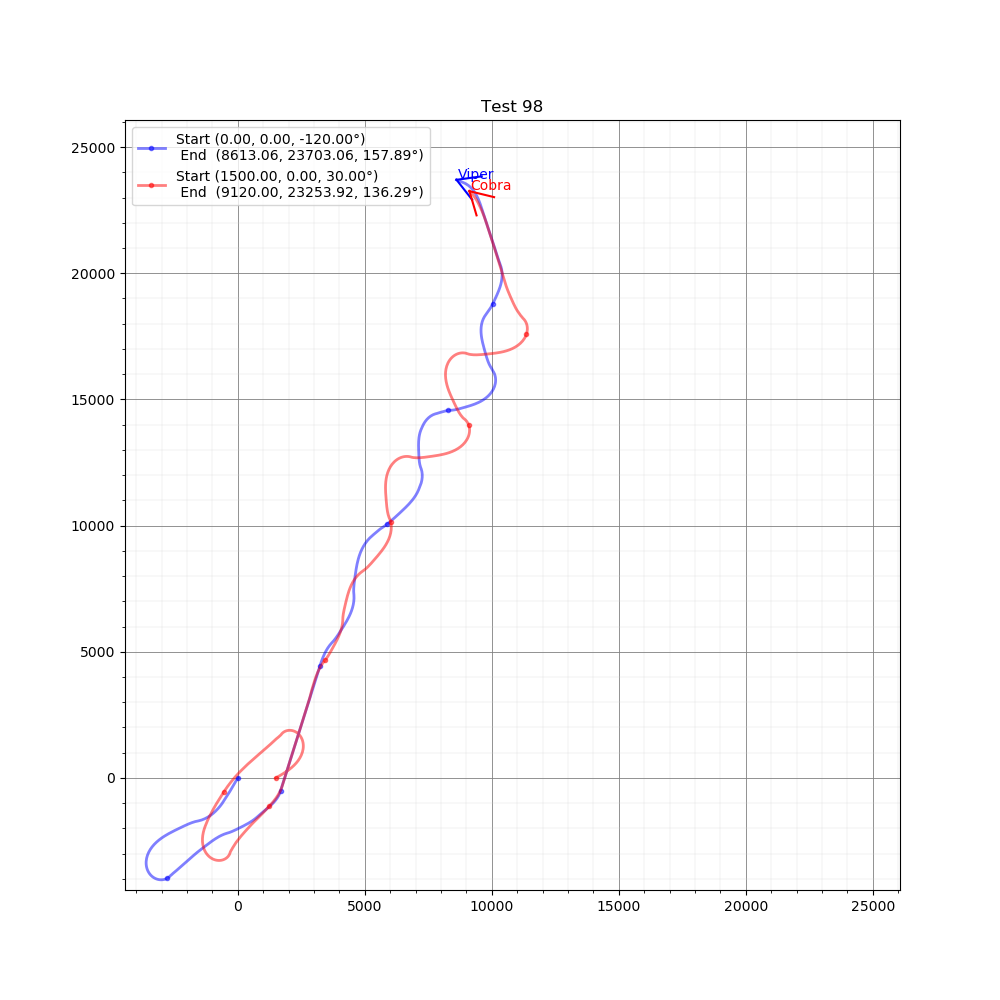 Test 98
Start (0.00, 0.00, -120.00°)
End (8613.06, 23703.06, 157.89°)
Start (1500.00, 0.00, 30.00°)
End (9120.00, 23253.92, 136.29°)
Viper
Cobra
25000
20000
15000
10000
5000
0
0 5000 10000 15000 20000 25000